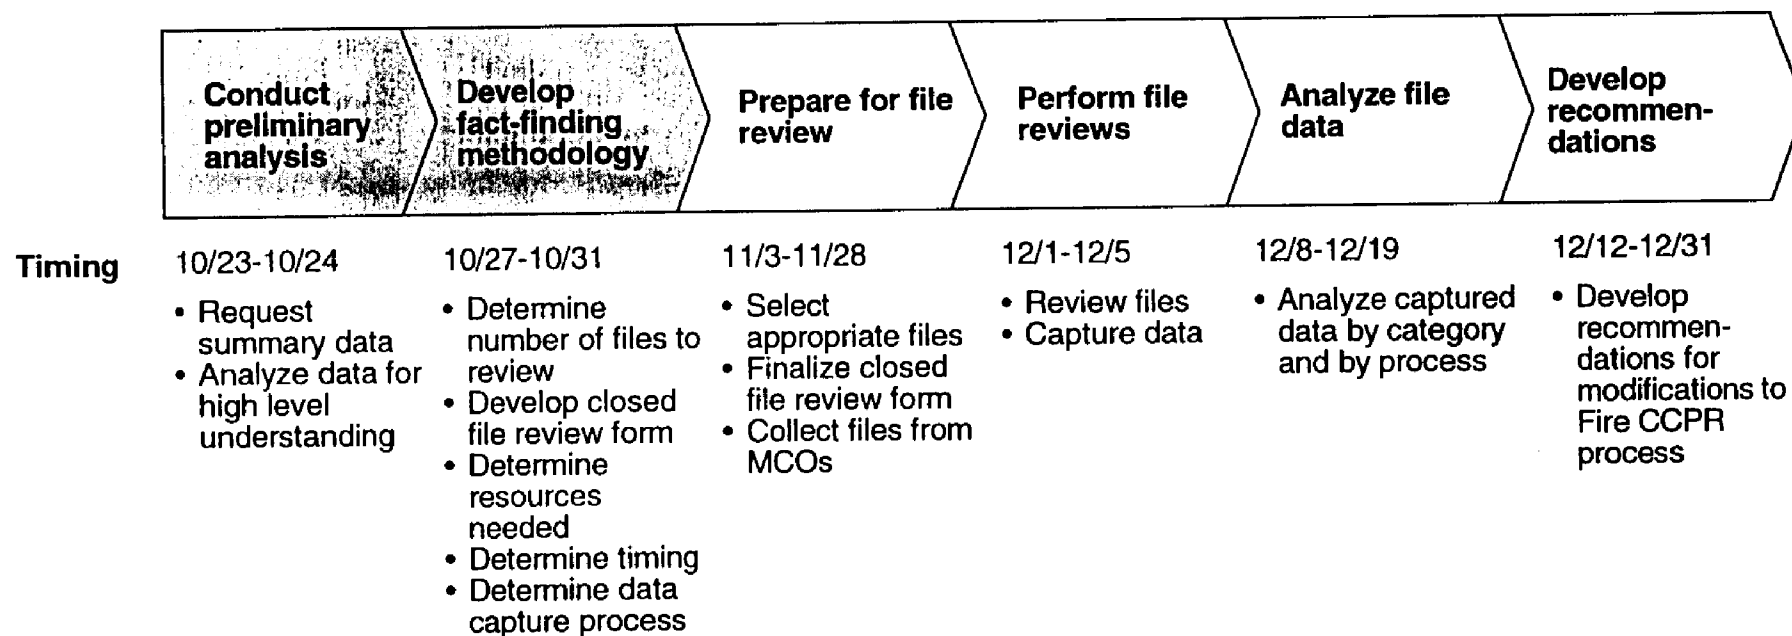 Conduct
preliminary
analysis
Develop
fact-finding
methodology
Prepare for file
review
Perform file
reviews
Analyze file
data
Develop
recommen-
dations
Timing
10/23-10/24
• Request
summary data
• Analyze data for
high level
understanding
10/27-10/31
• Determine
number of files to
review
• Develop closed
file review form
• Determine
resources
needed
• Determine timing
• Determine data
capture process
11/3-11/28
• Select
appropriate files
• Finalize closed
file review form
• Collect files from
MCOs
12/1-12/5
• Review files
• Capture data
12/8-12/19
• Analyze captured
data by category
and by process
12/12-12/31
• Develop
recommen-
dations for
modifications to
Fire CCPR
process